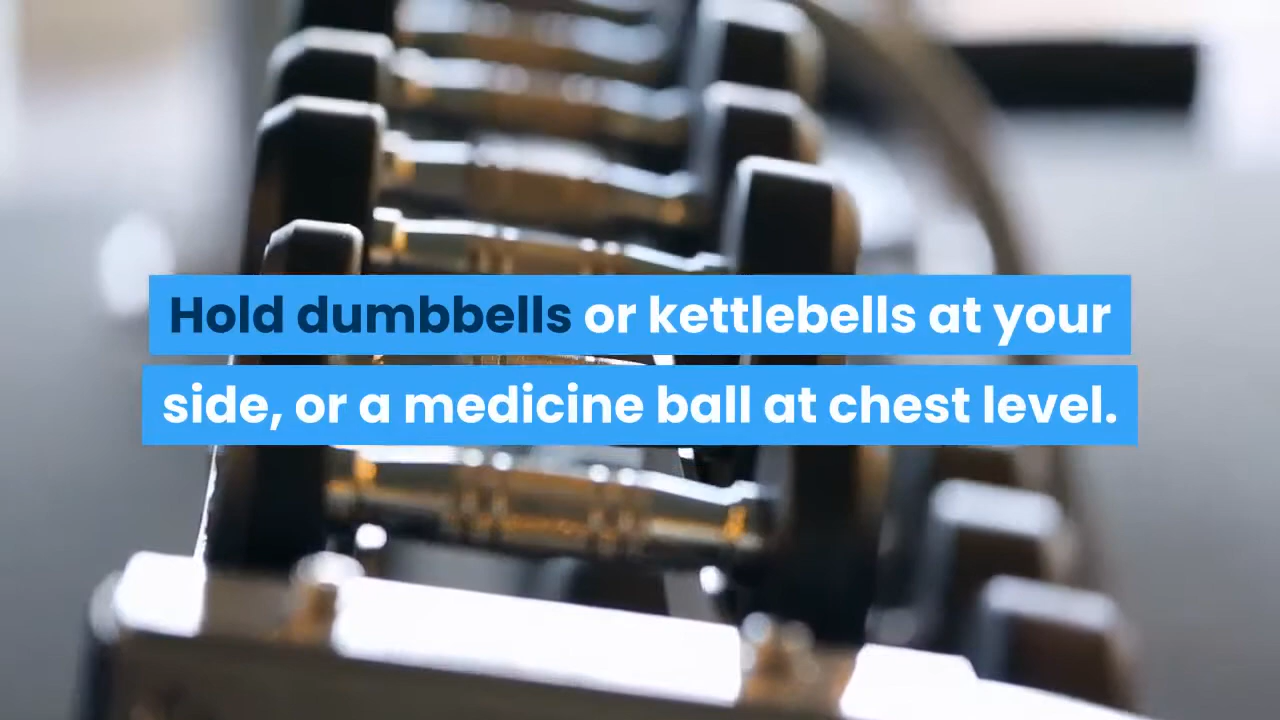 Hold dumbbells or kettlebells at your
side, or a medicine ball at chest level.